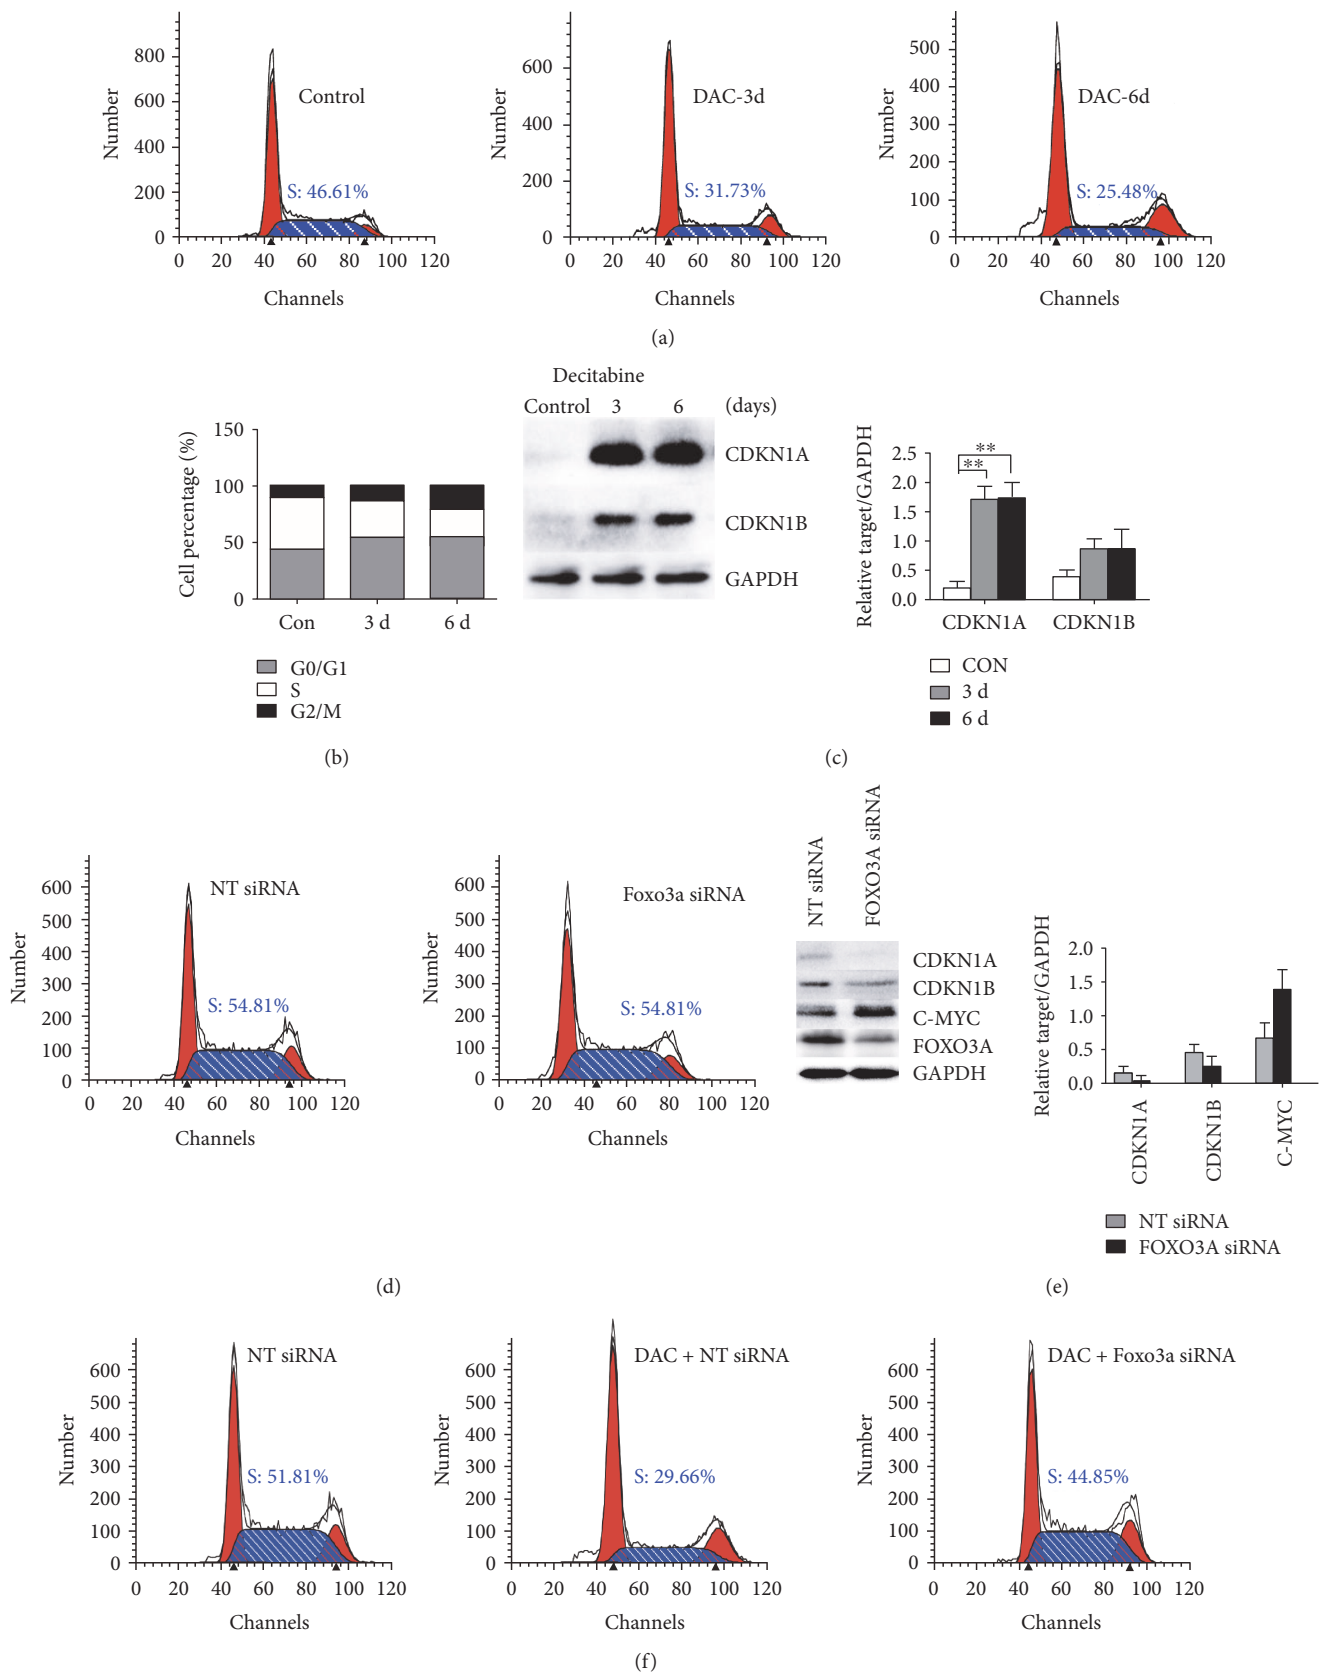 800
600
400
200
0
Number
Control
S: 46.61%
0 20 40 60 80 100 120
Channels
600
400
200
0
Number
DAC-3d
S: 31.73%
0 20 40 60 80 100 120
Channels
500
400
300
200
100
0
Number
DAC-6d
S: 25.48%
0 20 40 60 80 100 120
Channels
(a)
150
100
50
0
Cell percentage (%)
Con 3 d 6 d
G0/G1
S
G2/M
(b)
Decitabine
Control 3 6 (days)
CDKN1A
CDKN1B
GAPDH
2.5
2.0
1.5
1.0
0.5
0.0
Relative target/GAPDH
**
**
CDKN1A CDKN1B
CON
3 d
6 d
(c)
600
500
400
300
200
100
0
Number
NT siRNA
S: 54.81%
0 20 40 60 80 100 120
Channels
600
500
400
300
200
100
0
Number
Foxo3a siRNA
S: 54.81%
0 20 40 60 80 100 120
Channels
(d)
NT siRNA
FOXO3A siRNA
CDKN1A
CDKN1B
C-MYC
FOXO3A
GAPDH
2.0
1.5
1.0
0.5
0.0
Relative target/GAPDH
CDKN1A
CDKN1B
C-MYC
NT siRNA
FOXO3A siRNA
(e)
600
500
400
300
200
100
0
Number
NT siRNA
S: 51.81%
0 20 40 60 80 100 120
Channels
600
500
400
300
200
100
0
Number
DAC + NT siRNA
S: 29.66%
0 20 40 60 80 100 120
Channels
600
500
400
300
200
100
0
Number
DAC + Foxo3a siRNA
S: 44.85%
0 20 40 60 80 100 120
Channels
(f)